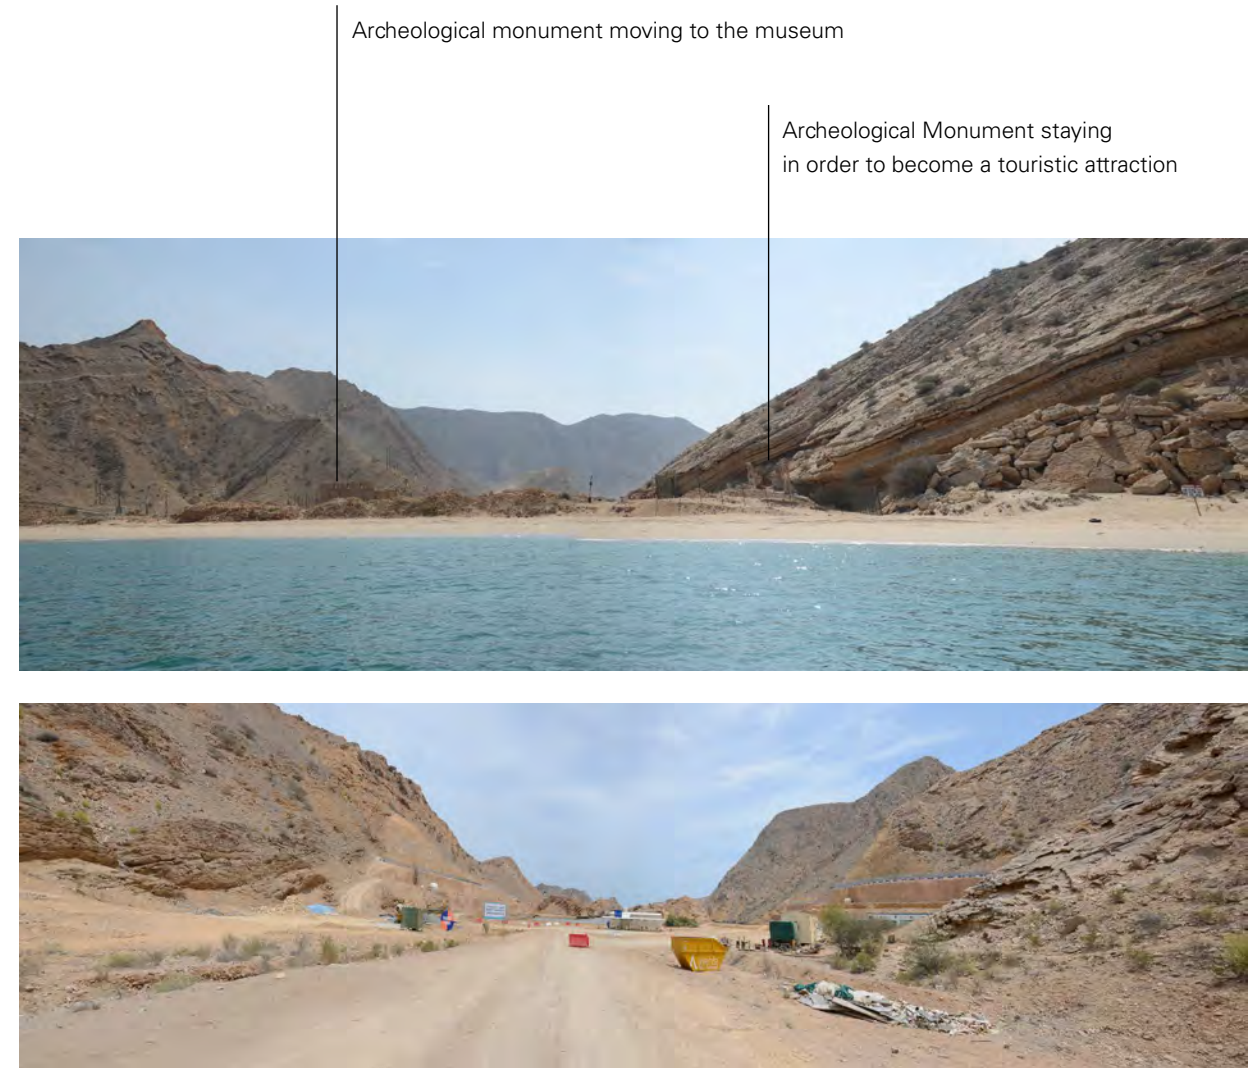 Archeological monument moving to the museum
Archeological Monument staying
in order to become a touristic attraction